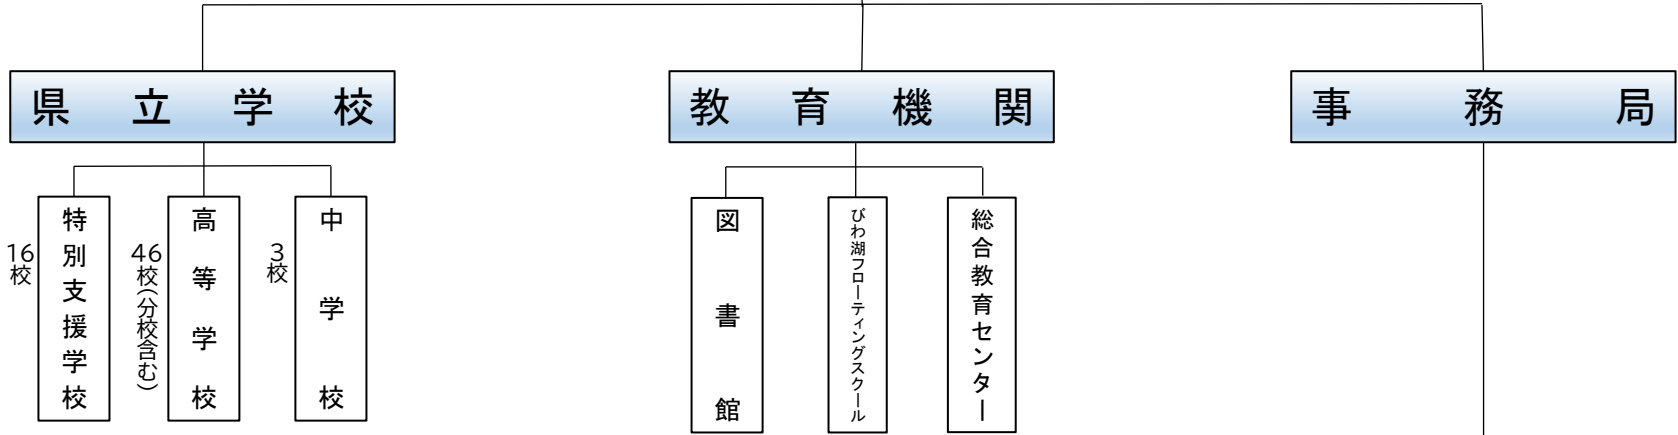 県立学校
教育機関
事務局
特別支援学校
16校
高等学校
46校(分校含む)
中学校
3校
図書館
びわ湖フローティングスクール
総合教育センター